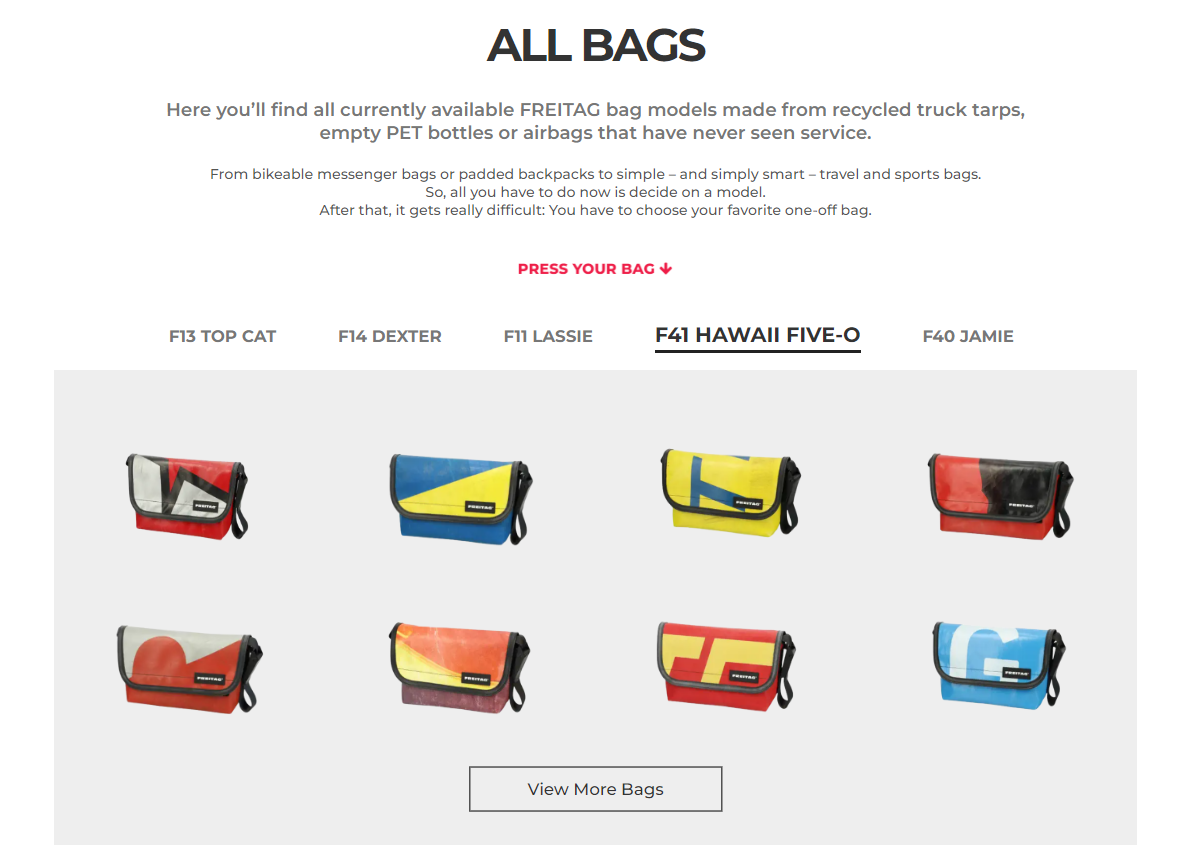 ALL BAGS
Here you’ll find all currently available FREITAG bag models made from recycled truck tarps,
empty PET bottles or airbags that have never seen service.
From bikeable messenger bags or padded backpacks to simple – and simply smart – travel and sports bags.
So, all you have to do now is decide on a model.
After that, it gets really difficult: You have to choose your favorite one-off bag.
PRESS YOUR BAG
F13 TOP CAT
F14 DEXTER
F11 LASSIE
F41 HAWAII FIVE-O
F40 JAMIE
FREITAG
FREITAG
FREITAG
FREITAG
FREITAG
FREITAG
FREITAG
G
FREITAG
View More Bags